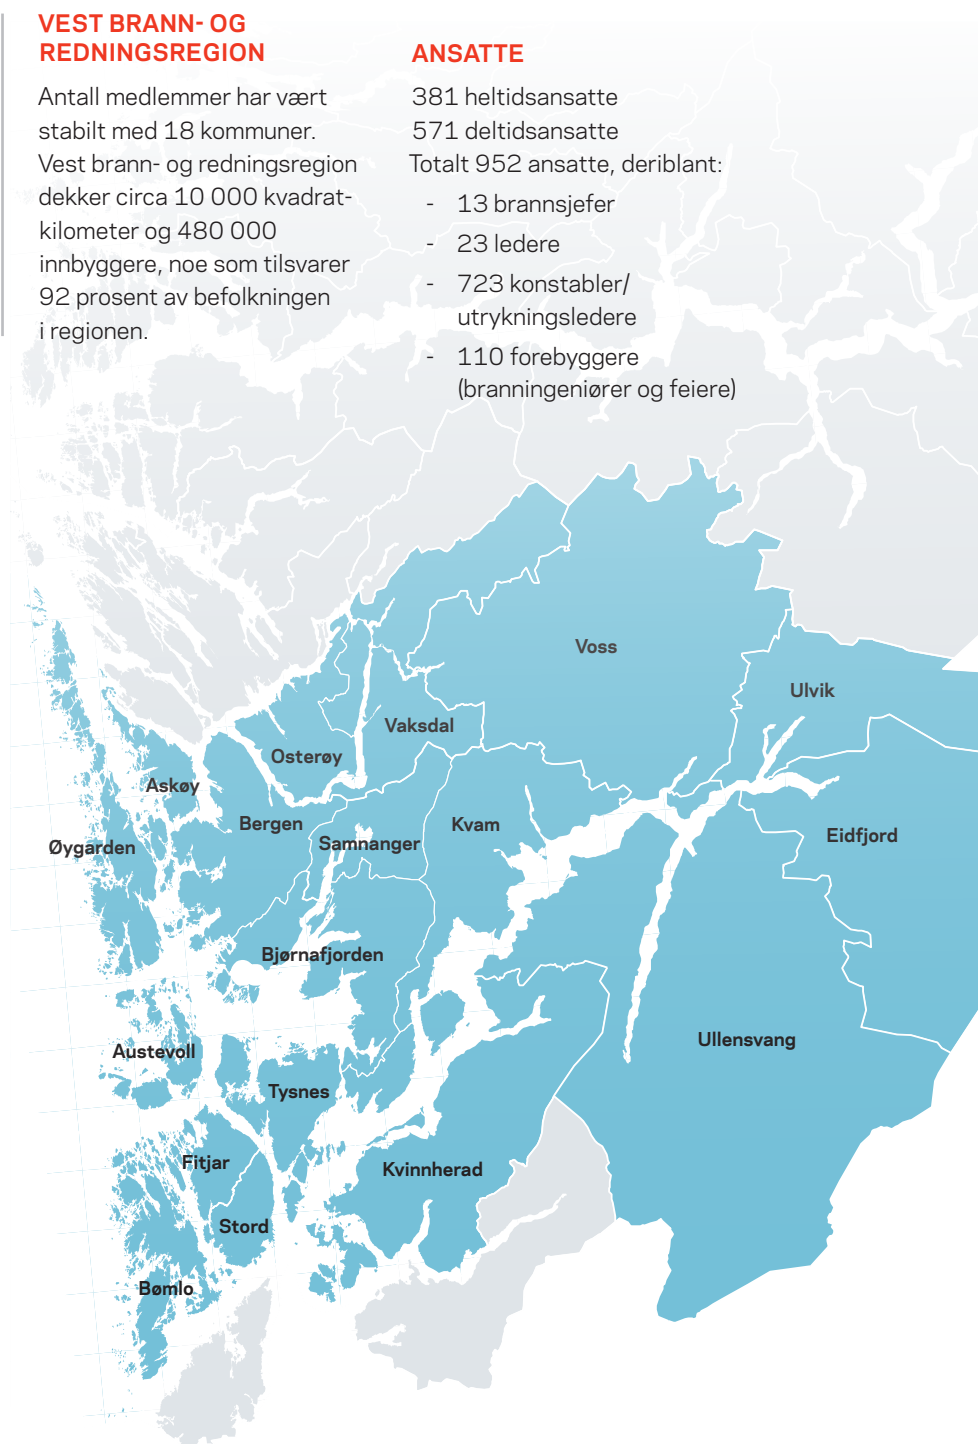 VEST BRANN- OG
REDNINGSREGION
Antall medlemmer har vært
stabilt med 18 kommuner.
Vest brann- og redningsregion
dekker circa 10 000 kvadrat-
kilometer og 480 000
innbyggere, noe som tilsvarer
92 prosent av befolkningen
i regionen.
ANSATTE
381 heltidsansatte
571 deltidsansatte
Totalt 952 ansatte, deriblant:
- 13 brannsjefer
- 23 ledere
- 723 konstabler/
utrykningsledere
- 110 forebyggere
(branningeniører og feiere)
Voss
Ulvik
Vaksdal
Osterøy
Askøy
Bergen
Kvam
Samnanger
Eidfjord
Øygarden
Bjørnafjorden
Ullensvang
Austevoll
Tysnes
Fitjar
Kvinnherad
Stord
Bømlo